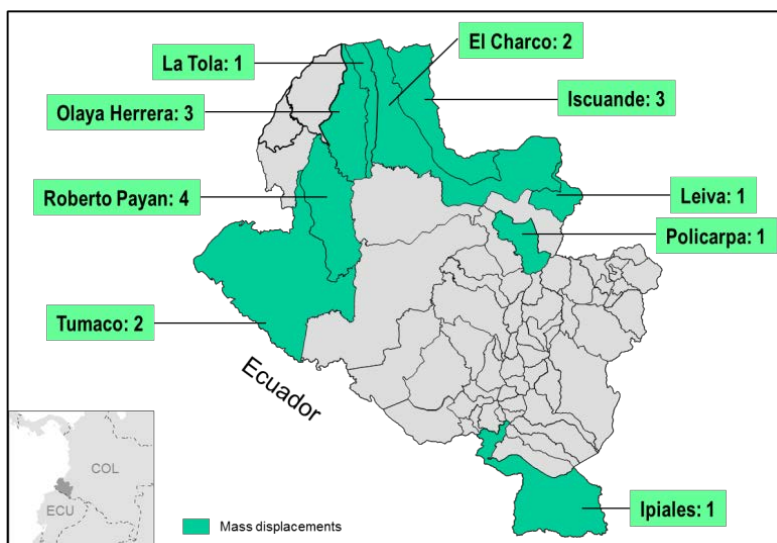 El Charco: 2
La Tola: 1
Iscuande: 3
Olaya Herrera: 3
Roberto Payan: 4
Leiva: 1
Policarpa: 1
Tumaco: 2
Ecuador
COL
ECU
Mass displacements
Ipiales: 1